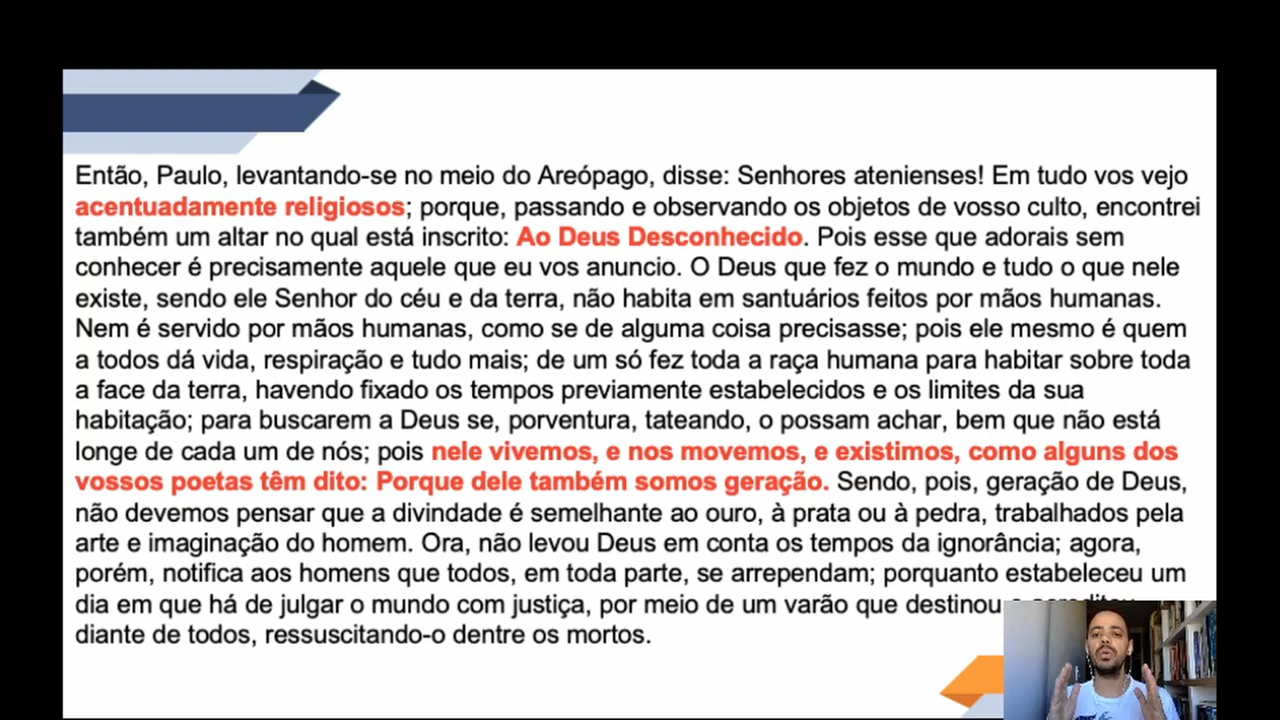 Então, Paulo, levantando-se no meio do Areópago, disse: Senhores atenienses! Em tudo vos vejo
acentuadamente religiosos; porque, passando e observando os objetos de vosso culto, encontrei
também um altar no qual está inscrito: Ao Deus Desconhecido. Pois esse que adorais sem
conhecer é precisamente aquele que eu vos anuncio. O Deus que fez o mundo e tudo o que nele
existe, sendo ele Senhor do céu e da terra, não habita em santuários feitos por mãos humanas.
Nem é servido por mãos humanas, como se de alguma coisa precisasse; pois ele mesmo é quem
a todos dá vida, respiração e tudo mais; de um só fez toda a raça humana para habitar sobre toda
a face da terra, havendo fixado os tempos previamente estabelecidos e os limites da sua
habitação; para buscarem a Deus se, porventura, tateando, o possam achar, bem que não está
longe de cada um de nós; pois nele vivemos, e nos movemos, e existimos, como alguns dos
vossos poetas têm dito: Porque dele também somos geração. Sendo, pois, geração de Deus,
não devemos pensar que a divindade é semelhante ao ouro, à prata ou à pedra, trabalhados pela
arte e imaginação do homem. Ora, não levou Deus em conta os tempos da ignorância; agora,
porém, notifica aos homens que todos, em toda parte, se arrependam; porquanto estabeleceu um
dia em que há de julgar o mundo com justiça, por meio de um varão que destinou
diante de todos, ressuscitando-o dentre os mortos.